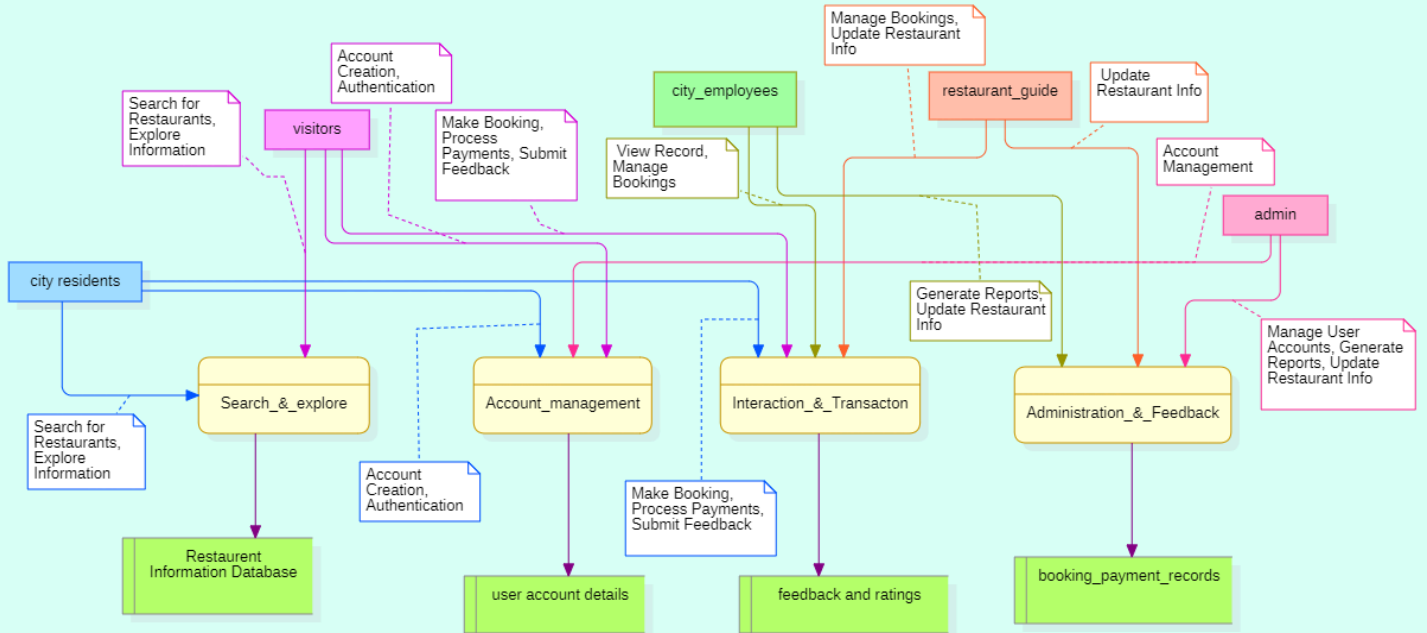 Manage Bookings,
Update Restaurant
Info
Account
Creation,
Authentication
city_employees
restaurant_guide
Update
Restaurant Info
Search for
Restaurants,
Explore
Information
visitors
Make Booking,
Process
Payments, Submit
Feedback
View Record,
Manage
Bookings
Account
Management
admin
city residents
Generate Reports,
Update Restaurant
Info
Manage User
Accounts, Generate
Reports, Update
Restaurant Info
Search_&_explore
Account_management
Interaction_&_Transacton
Administration_&_Feedback
Search for
Restaurants,
Explore
Information
Account
Creation,
Authentication
Make Booking,
Process Payments,
Submit Feedback
Restaurent
Information Database
user account details
feedback and ratings
booking_payment_records